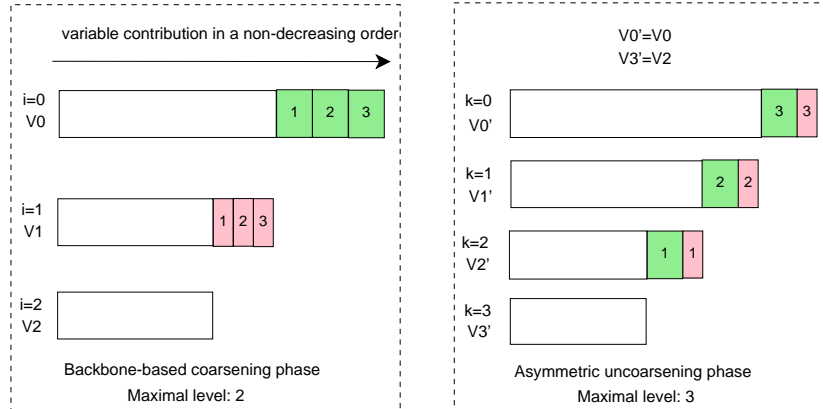 variable contribution in a non-decreasing order
i=0
V0
1 2 3
i=1
V1
1 2 3
i=2
V2
Backbone-based coarsening phase
Maximal level: 2
V0'=V0
V3'=V2
k=0
V0'
3 3
k=1
V1'
2 2
k=2
V2'
1 1
k=3
V3'
Asymmetric uncoarsening phase
Maximal level: 3